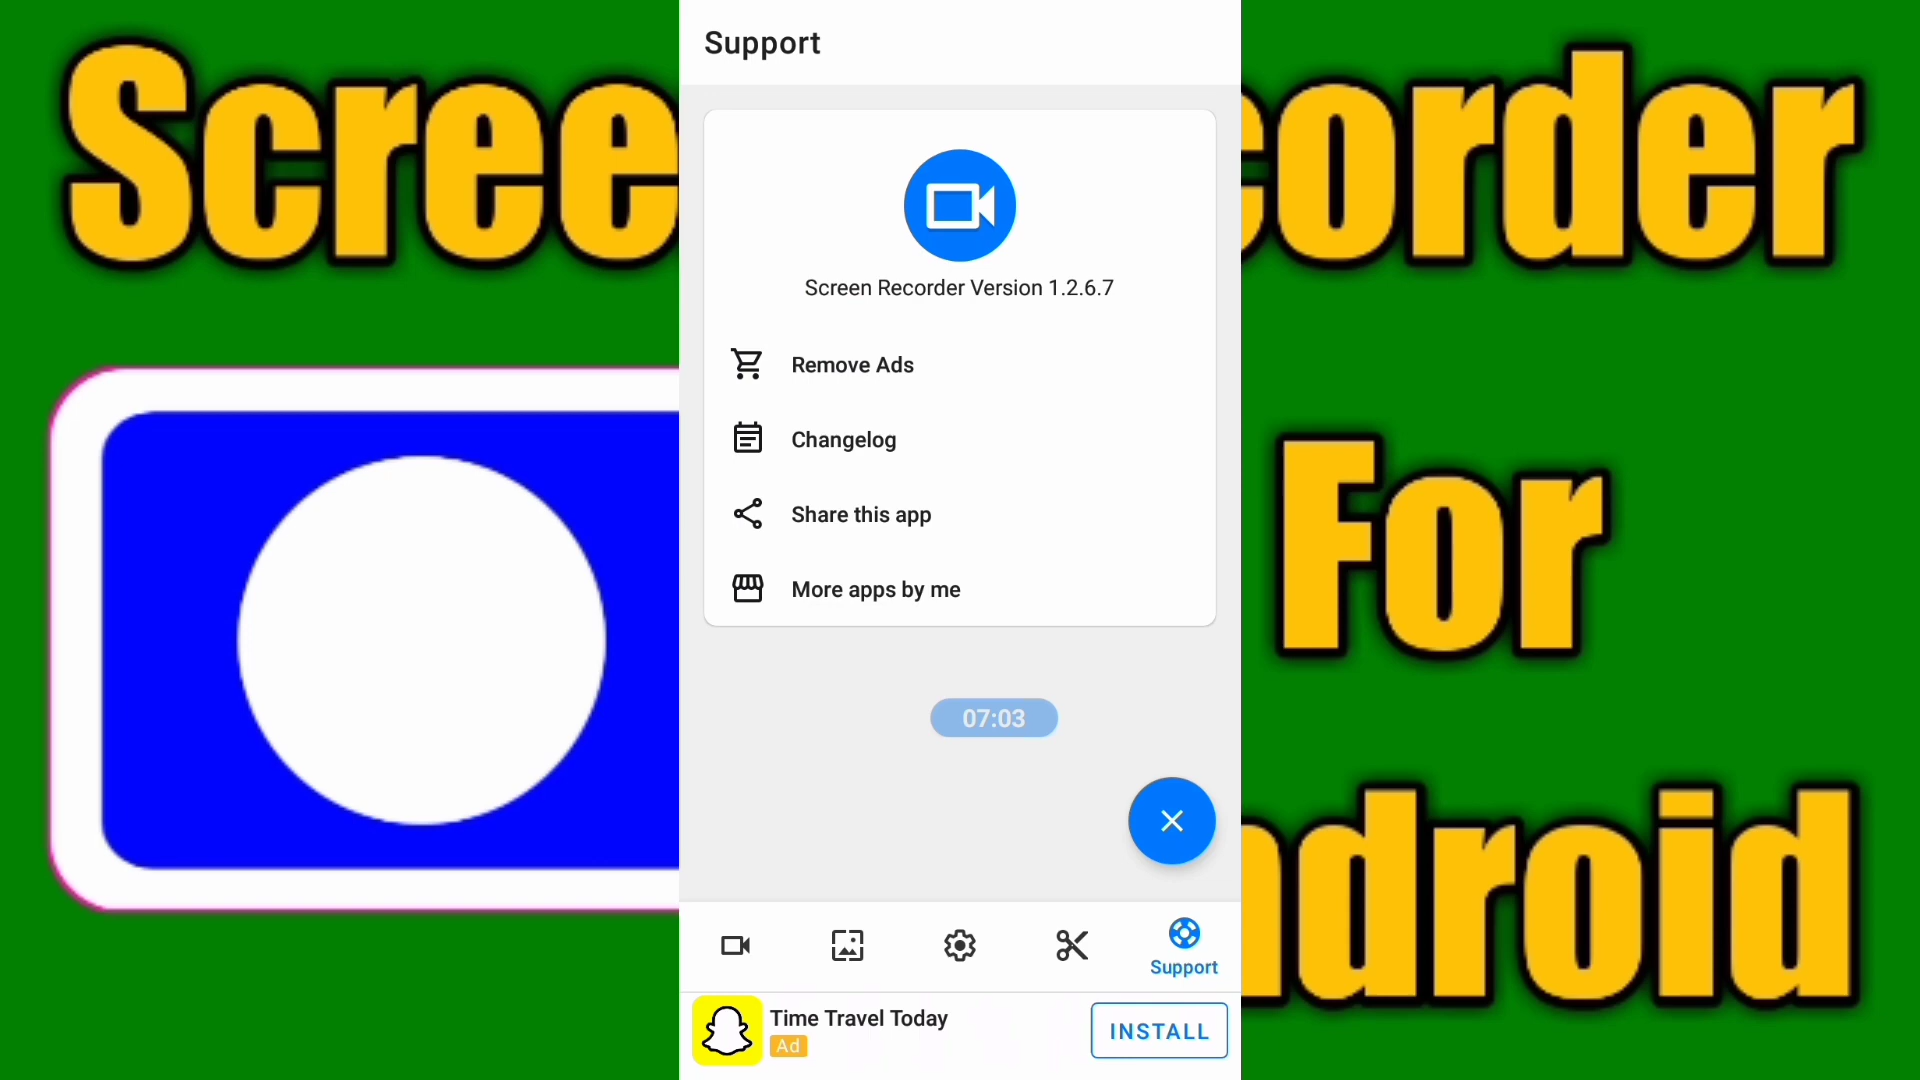 Scree
corder
For
ndroid
Support
Screen Recorder Version 1.2.6.7
Remove Ads
Changelog
Share this app
More apps by me
07:03
Support
Time Travel Today
Ad
INSTALL